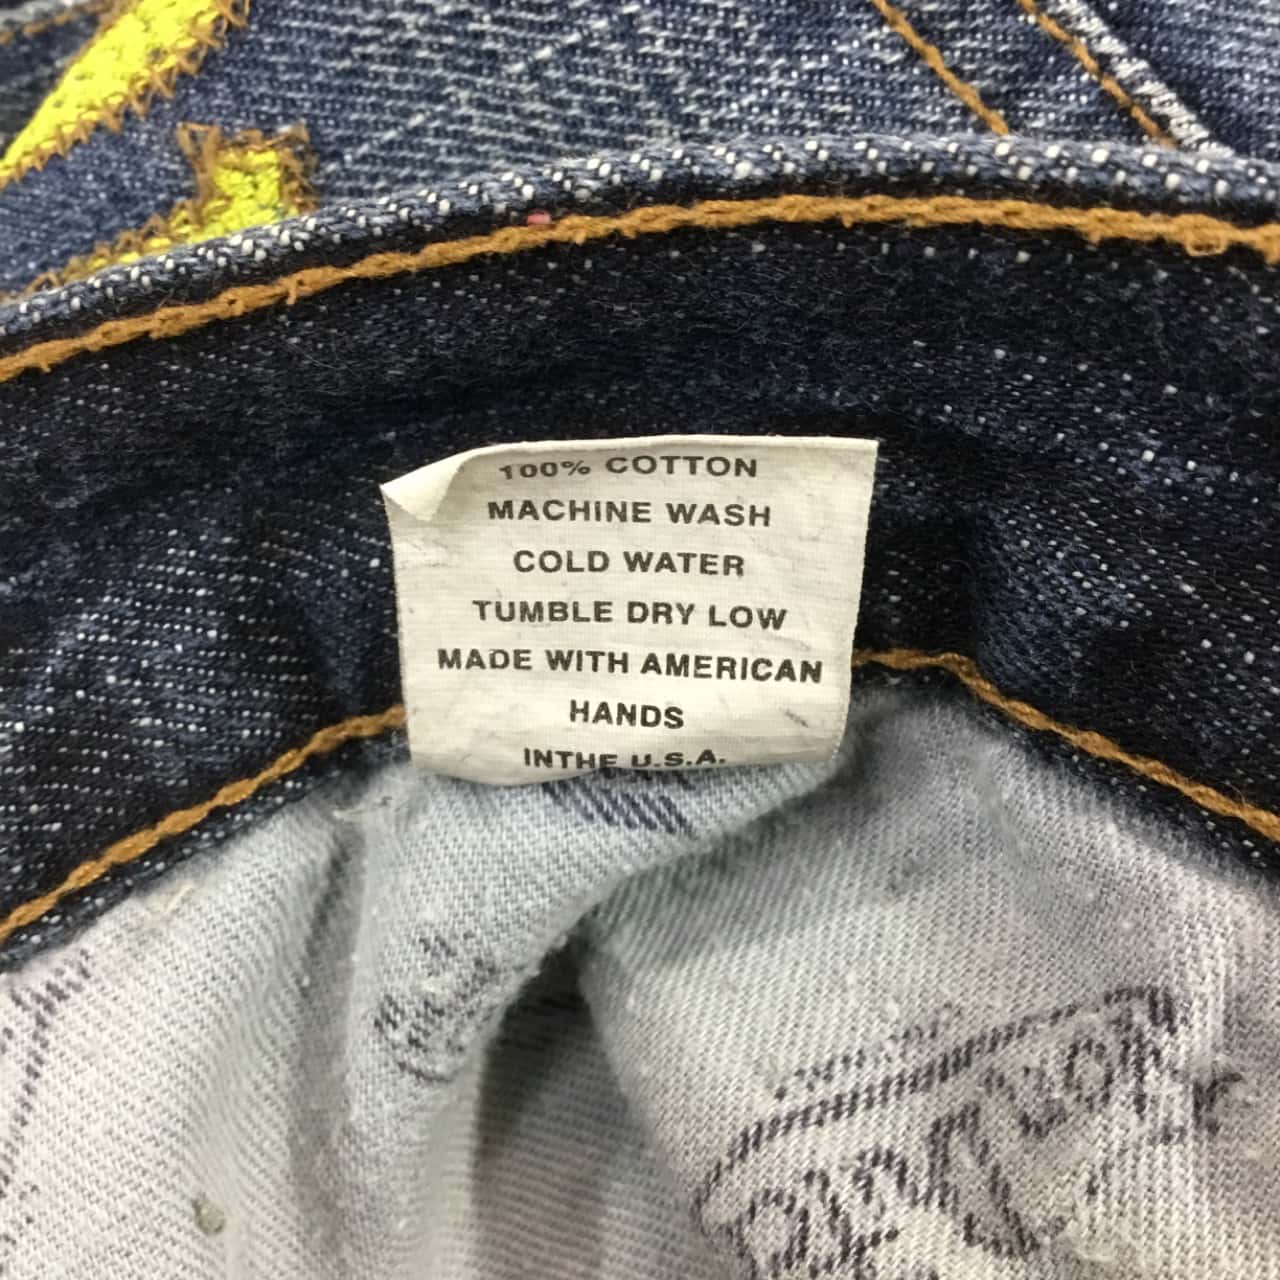 100% COTTON
MACHINE WASH
COLD WATER
TUMBLE DRY LOW
MADE WITH AMERICAN
HANDS
INTHE U.S.A.